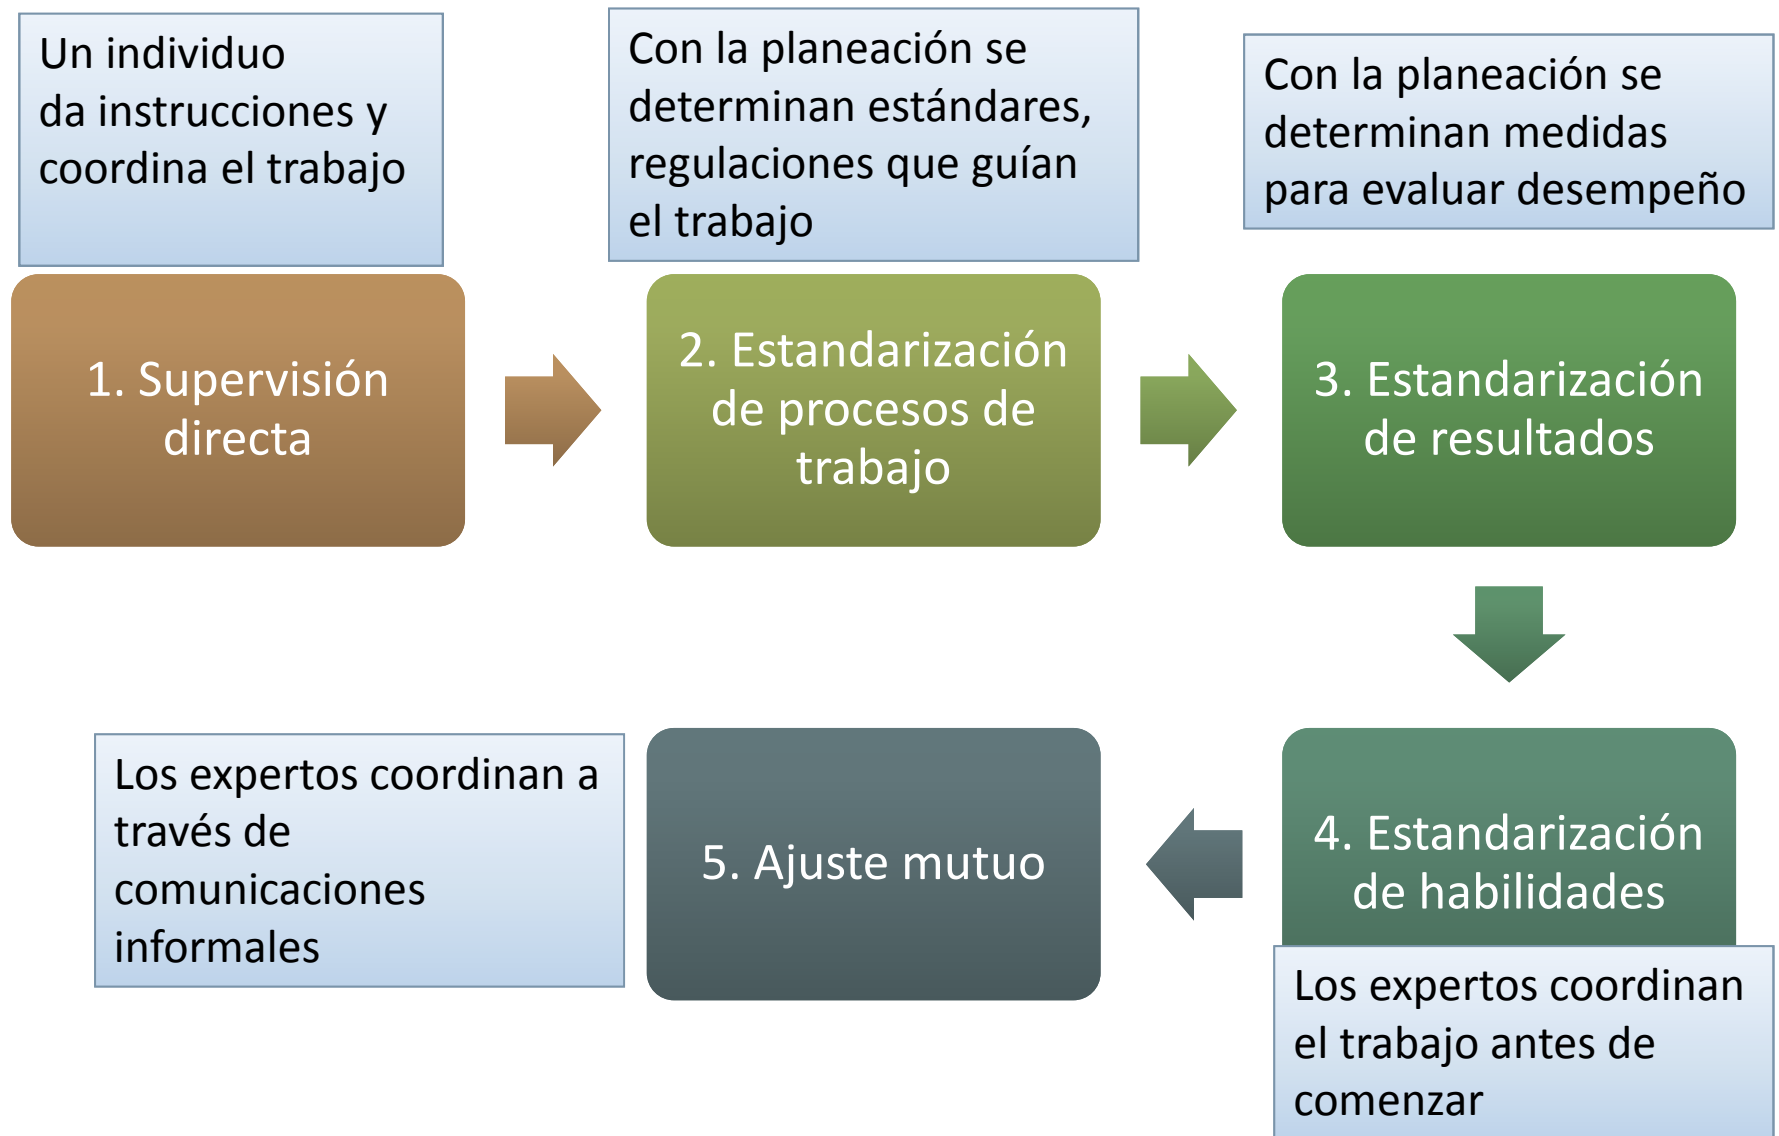 Un individuo
da instrucciones y
coordina el trabajo
Con la planeación se
determinan estándares,
regulaciones que guían
el trabajo
Con la planeación se
determinan medidas
para evaluar desempeño
1. Supervisión
directa
2. Estandarización
de procesos de
trabajo
3. Estandarización
de resultados
4. Estandarización
de habilidades
Los expertos coordinan
el trabajo antes de
comenzar
5. Ajuste mutuo
Los expertos coordinan a
través de
comunicaciones
informales